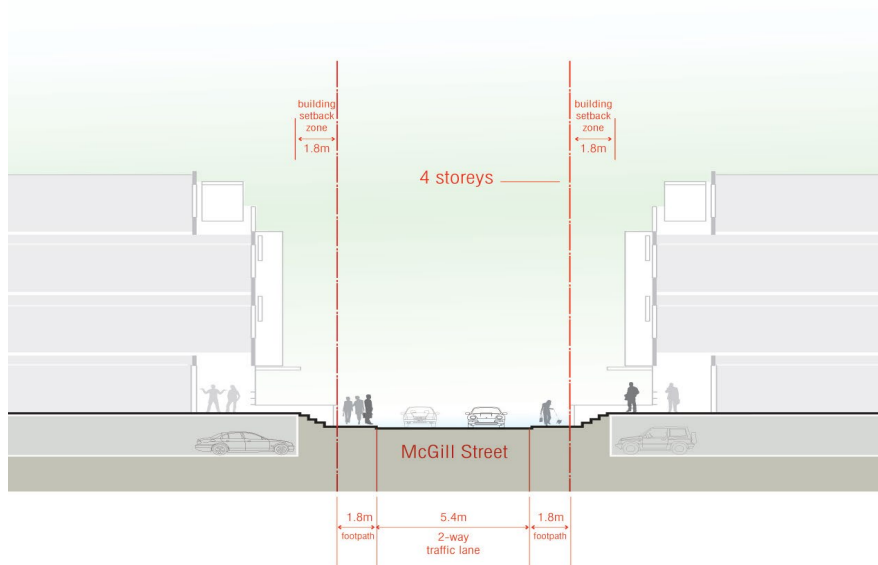 building
setback
zone
1.8m
building
setback
zone
1.8m
4 storeys
McGill Street
1.8m
footpath
5.4m
2-way
traffic lane
1.8m
footpath